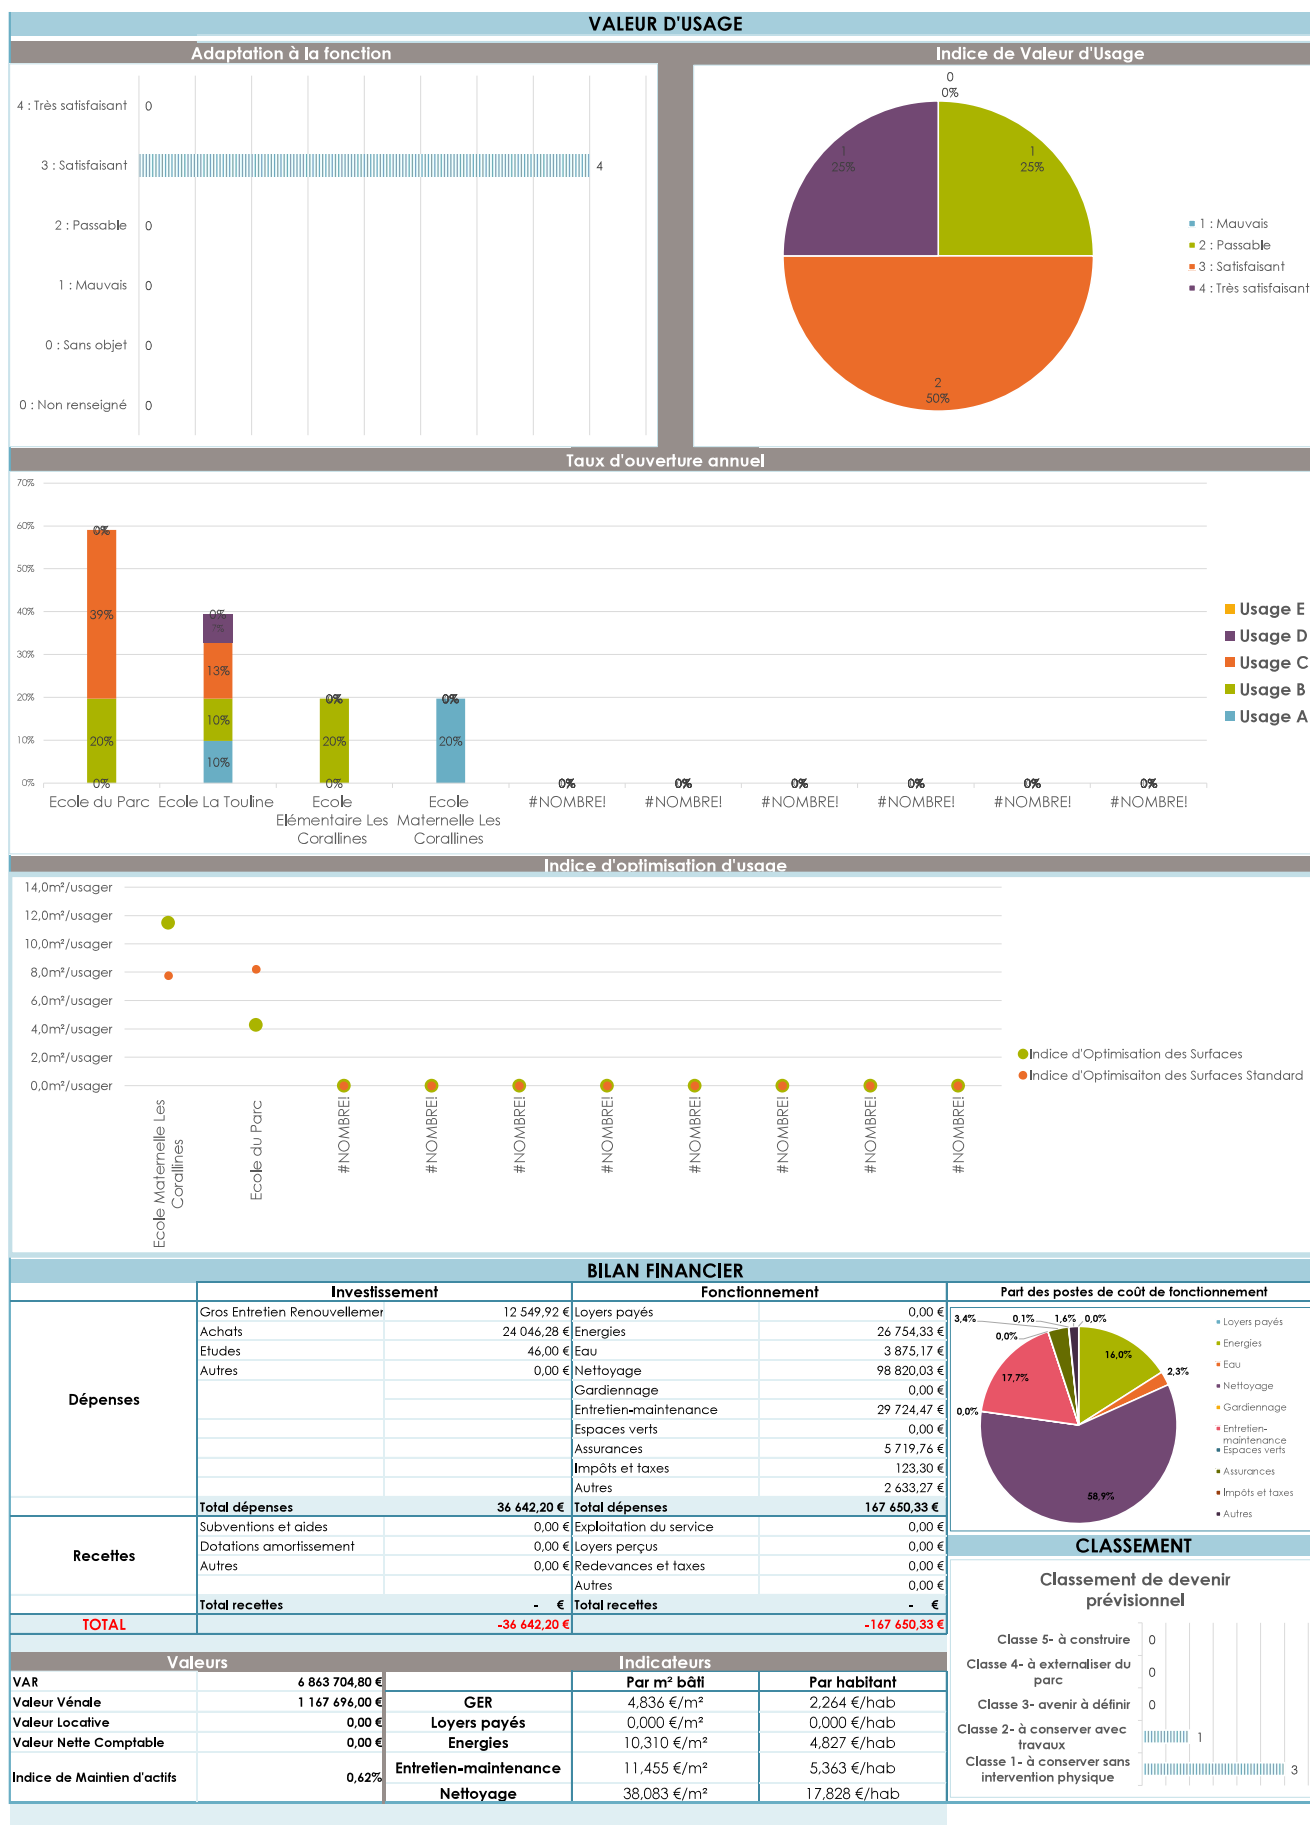 VALEUR D'USAGE
Adaptation à la fonction
4 : Très satisfaisant 0
3 : Satisfaisant 4
2 : Passable 0
1 : Mauvais 0
0 : Sans objet 0
0 : Non renseigné 0
Indice de Valeur d'Usage
0
0%
1
25%
1
25%
2
50%
1 : Mauvais
2 : Passable
3 : Satisfaisant
4 : Très satisfaisant
Taux d'ouverture annuel
70%
60%
50%
40%
30%
20%
10%
0%
0%
39%
20%
0%
0%
7%
13%
10%
10%
0%
20%
0%
0%
20%
0% 0% 0% 0% 0% 0%
Ecole du Parc Ecole La Touline Ecole Ecole #NOMBRE! #NOMBRE! #NOMBRE! #NOMBRE! #NOMBRE! #NOMBRE!
Elémentaire Les Maternelle Les
Corallines Corallines
Usage E
Usage D
Usage C
Usage B
Usage A
Indice d'optimisation d'usage
14,0m²/usager
12,0m²/usager
10,0m²/usager
8,0m²/usager
6,0m²/usager
4,0m²/usager
2,0m²/usager
0,0m²/usager
Ecole Maternelle Les
Corallines
Ecole du Parc
#NOMBRE!
#NOMBRE!
#NOMBRE!
#NOMBRE!
#NOMBRE!
#NOMBRE!
#NOMBRE!
#NOMBRE!
Indice d'Optimisation des Surfaces
Indice d'Optimisaiton des Surfaces Standard
BILAN FINANCIER
Investissement Fonctionnement
Dépenses
Gros Entretien Renouvellemer 12 549,92 € Loyers payés 0,00 €
Achats 24 046,28 € Energies 26 754,33 €
Etudes 46,00 € Eau 3 875,17 €
Autres 0,00 € Nettoyage 98 820,03 €
Gardiennage 0,00 €
Entretien-maintenance 29 724,47 €
Espaces verts 0,00 €
Assurances 5 719,76 €
Impôts et taxes 123,30 €
Autres 2 633,27 €
Total dépenses 36 642,20 € Total dépenses 167 650,33 €
Recettes
Subventions et aides 0,00 € Exploitation du service 0,00 €
Dotations amortissement 0,00 € Loyers perçus 0,00 €
Autres 0,00 € Redevances et taxes 0,00 €
Autres 0,00 €
Total recettes - € Total recettes - €
TOTAL -36 642,20 € -167 650,33 €
Part des postes de coût de fonctionnement
3,4% 0,1% 1,6% 0,0%
0,0%
16,0%
2,3%
17,7%
0,0%
58,9%
Loyers payés
Energies
Eau
Nettoyage
Gardiennage
Entretien-
maintenance
Espaces verts
Assurances
Impôts et taxes
Autres
CLASSEMENT
Classement de devenir
prévisionnel
Classe 5- à construire 0
Classe 4- à externaliser du
parc 0
Classe 3- avenir à définir 0
Classe 2- à conserver avec
travaux 1
Classe 1- à conserver sans
intervention physique 3
Valeurs
VAR 6 863 704,80 €
Valeur Vénale 1 167 696,00 €
Valeur Locative 0,00 €
Valeur Nette Comptable 0,00 €
Indice de Maintien d'actifs 0,62%
Indicateurs
Par m² bâti Par habitant
GER 4,836 €/m² 2,264 €/hab
Loyers payés 0,000 €/m² 0,000 €/hab
Energies 10,310 €/m² 4,827 €/hab
Entretien-maintenance 11,455 €/m² 5,363 €/hab
Nettoyage 38,083 €/m² 17,828 €/hab